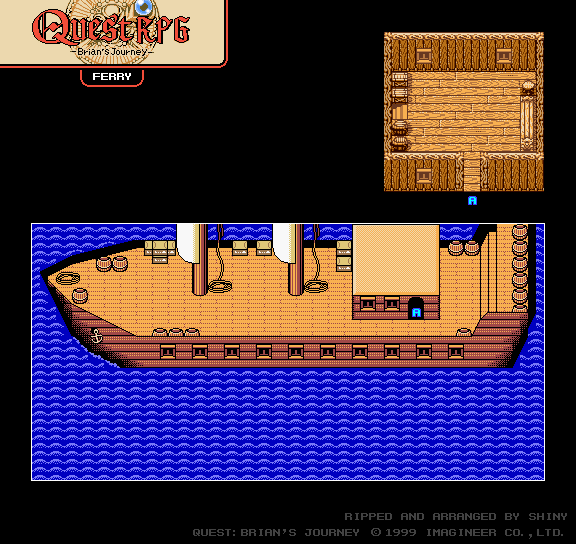 QuestRPG
-Brian's Journey-
FERRY
A
A
RIPPED AND ARRANGED BY SHINY
QUEST: BRIAN'S JOURNEY © 1999 IMAGINEER CO., LTD.